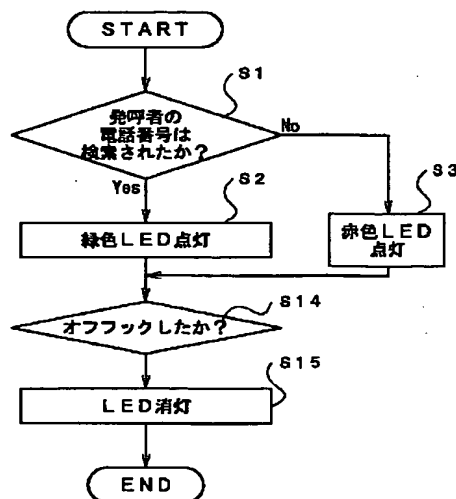 START
S1
発呼者の
電話番号は
検索されたか?
No
Yes
S2
S3
緑色LED点灯
赤色LED
点灯
オフフックしたか?
S14
S15
LED消灯
END